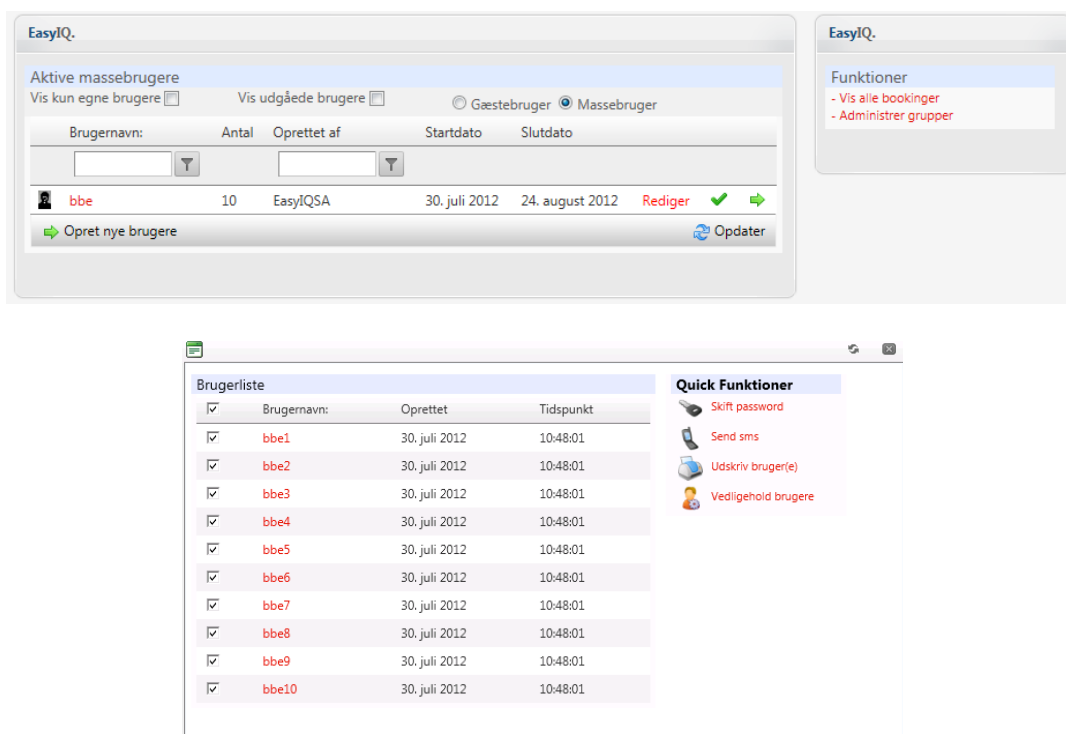 EasyIQ.
Aktive massebrugere
Vis kun egne brugere Vis udgåede brugere Gæstebruger Massebruger
Brugernavn: Antal Oprettet af Startdato Slutdato
bbe 10 EasyIQSA 30. juli 2012 24. august 2012 Rediger
Opret nye brugere Opdater
EasyIQ.
Funktioner
- Vis alle bookinger
- Administrer grupper
Brugerliste
Brugernavn: Oprettet Tidspunkt
bbe1 30. juli 2012 10:48:01
bbe2 30. juli 2012 10:48:01
bbe3 30. juli 2012 10:48:01
bbe4 30. juli 2012 10:48:01
bbe5 30. juli 2012 10:48:01
bbe6 30. juli 2012 10:48:01
bbe7 30. juli 2012 10:48:01
bbe8 30. juli 2012 10:48:01
bbe9 30. juli 2012 10:48:01
bbe10 30. juli 2012 10:48:01
Quick Funktioner
Skift password
Send sms
Udskriv bruger(e)
Vedligehold brugere